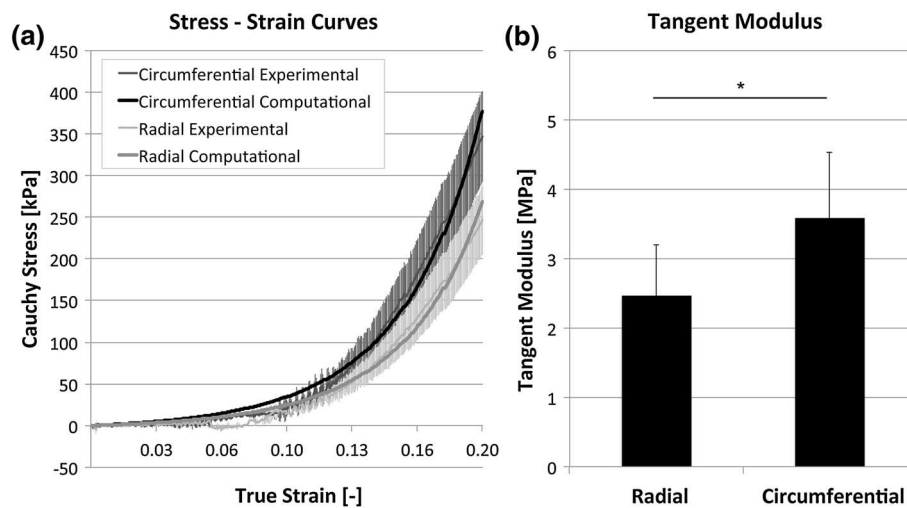 (a)
Stress - Strain Curves
450
400
350
300
250
200
150
100
50
0
-50
Cauchy Stress [kPa]
Circumferential Experimental
Circumferential Computational
Radial Experimental
Radial Computational
0.03 0.06 0.10 0.13 0.16 0.20
True Strain [-]
(b)
Tangent Modulus
6
5
4
3
2
1
0
Tangent Modulus [MPa]
*
Radial Circumferential